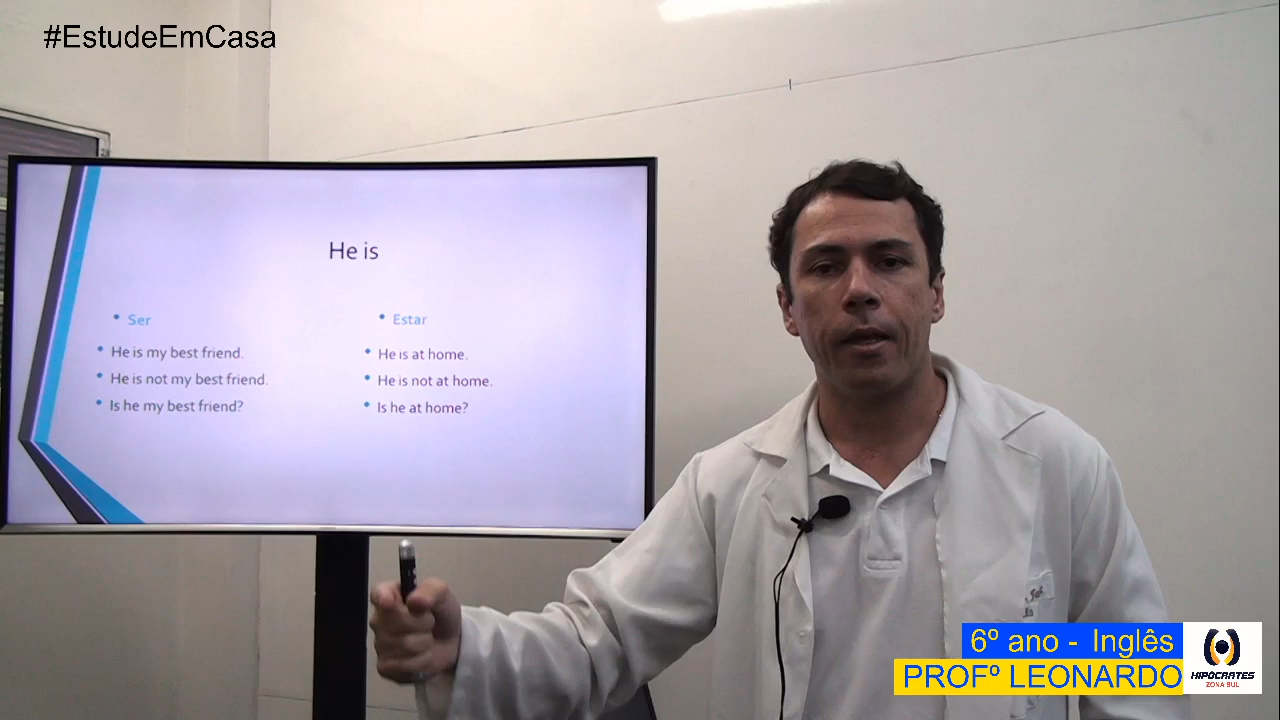 #EstudeEmCasa
He is
• Ser
• He is my best friend.
• He is not my best friend.
• Is he my best friend?
• Estar
• He is at home.
• He is not at home.
• Is he at home?
6º ano - Inglês
PROFº LEONARDO
HIPÓCRATES
ZONA SUL